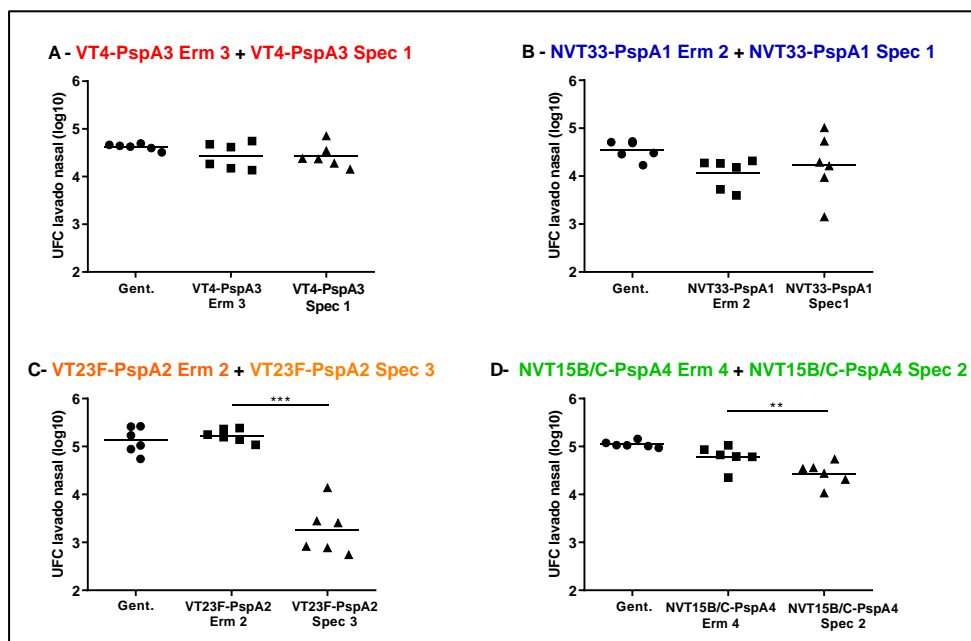 A - VT4-PspA3 Erm 3 + VT4-PspA3 Spec 1
UFC lavado nasal (log10)
6
5
4
3
2
Gent.
VT4-PspA3
Erm 3
VT4-PspA3
Spec 1
B - NVT33-PspA1 Erm 2 + NVT33-PspA1 Spec 1
UFC lavado nasal (log10)
6
5
4
3
2
Gent.
NVT33-PspA1
Erm 2
NVT33-PspA1
Spec1
C- VT23F-PspA2 Erm 2 + VT23F-PspA2 Spec 3
UFC lavado nasal (log10)
6
5
4
3
2
***
Gent.
VT23F-PspA2
Erm 2
VT23F-PspA2
Spec 3
D- NVT15B/C-PspA4 Erm 4 + NVT15B/C-PspA4 Spec 2
UFC lavado nasal (log10)
6
5
4
3
2
**
Gent.
NVT15B/C-PspA4
Erm 4
NVT15B/C-PspA4
Spec 2